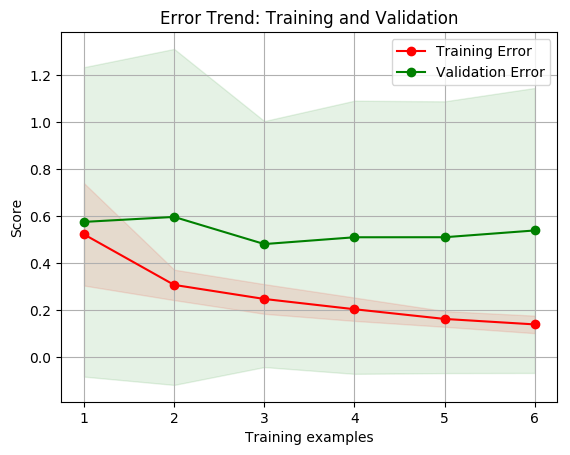 Error Trend: Training and Validation
Training Error
Validation Error
1.2
1.0
0.8
0.6
0.4
0.2
0.0
Score
1 2 3 4 5 6
Training examples